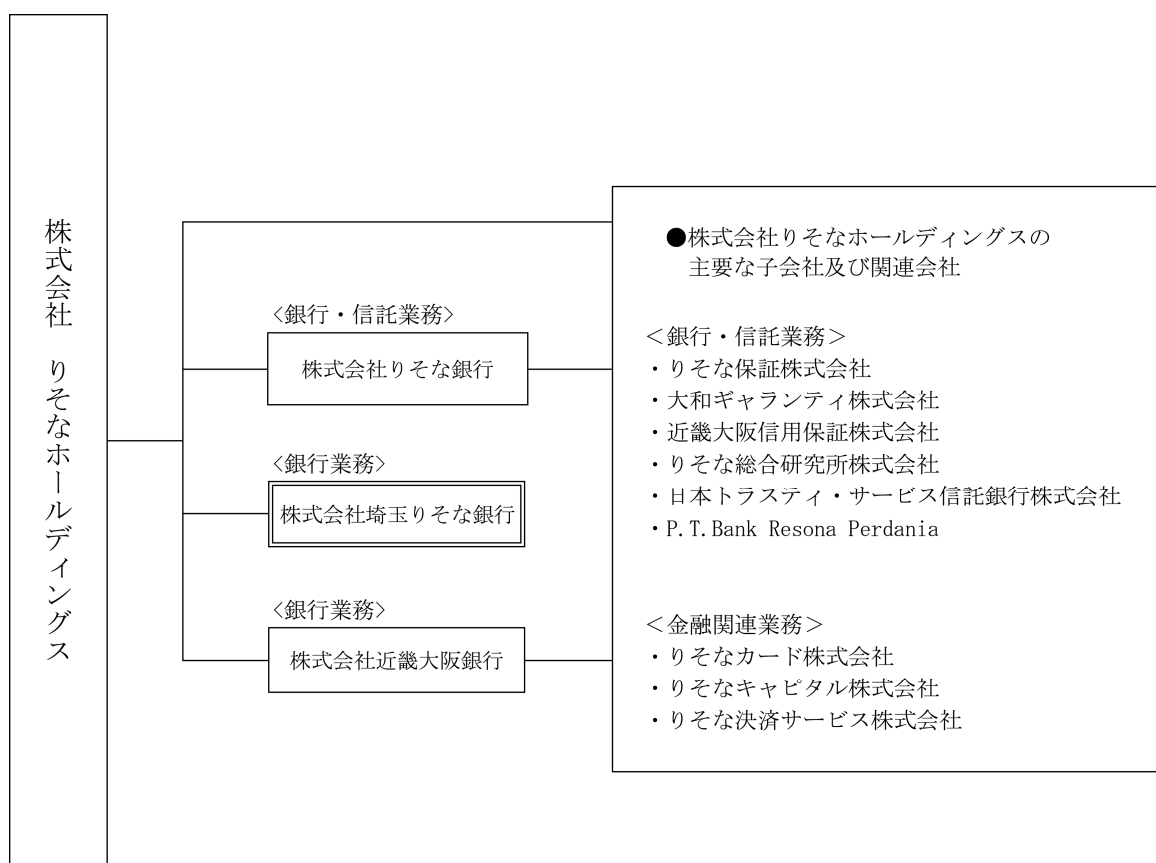 株式会社 りそなホールディングス
<銀行・信託業務>
株式会社りそな銀行
<銀行業務>
株式会社埼玉りそな銀行
<銀行業務>
株式会社近畿大阪銀行
●株式会社りそなホールディングスの
主要な子会社及び関連会社
＜銀行・信託業務＞
・りそな保証株式会社
・大和ギャランティ株式会社
・近畿大阪信用保証株式会社
・りそな総合研究所株式会社
・日本トラスティ・サービス信託銀行株式会社
・P.T.Bank Resona Perdania
＜金融関連業務＞
・りそなカード株式会社
・りそなキャピタル株式会社
・りそな決済サービス株式会社